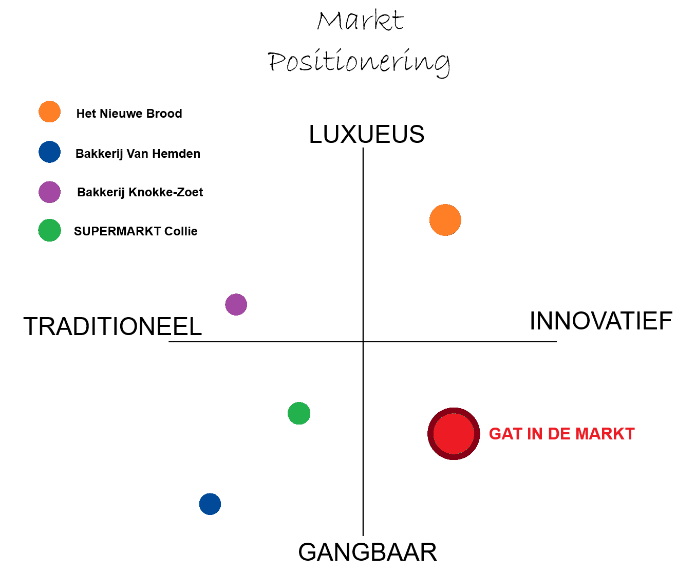 Markt
Positionering
Het Nieuwe Brood
Bakkerij Van Hemden
Bakkerij Knokke-Zoet
SUPERMARKT Collie
LUXUEUS
TRADITIONEEL
INNOVATIEF
GAT IN DE MARKT
GANGBAAR